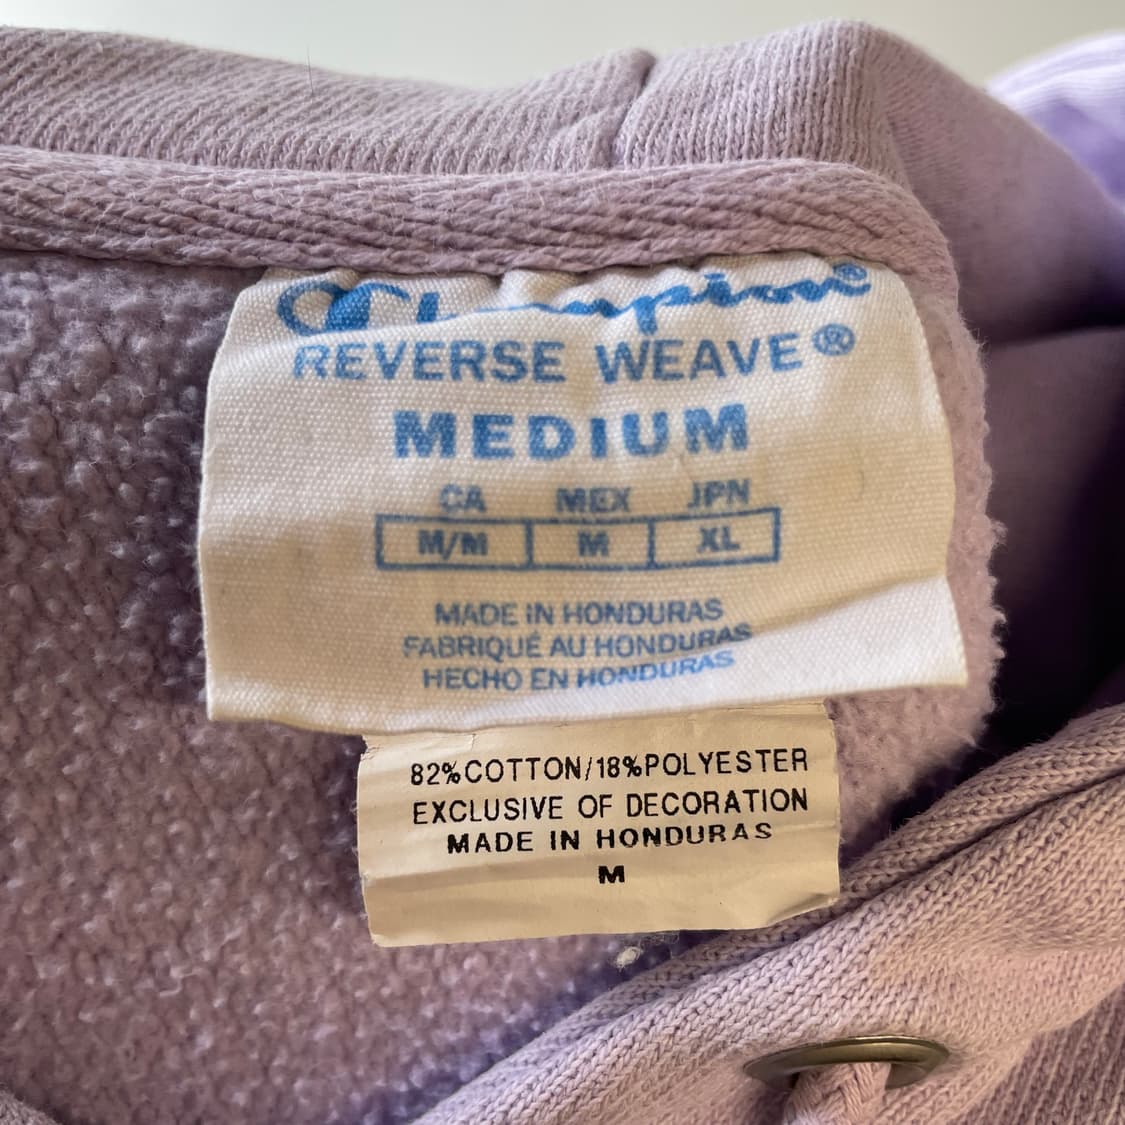 Champion®
REVERSE WEAVE®
MEDIUM
CA MEX JPN
M/M M XL
MADE IN HONDURAS
FABRIQUÉ AU HONDURAS
HECHO EN HONDURAS
82%COTTON/18%POLYESTER
EXCLUSIVE OF DECORATION
MADE IN HONDURAS
M